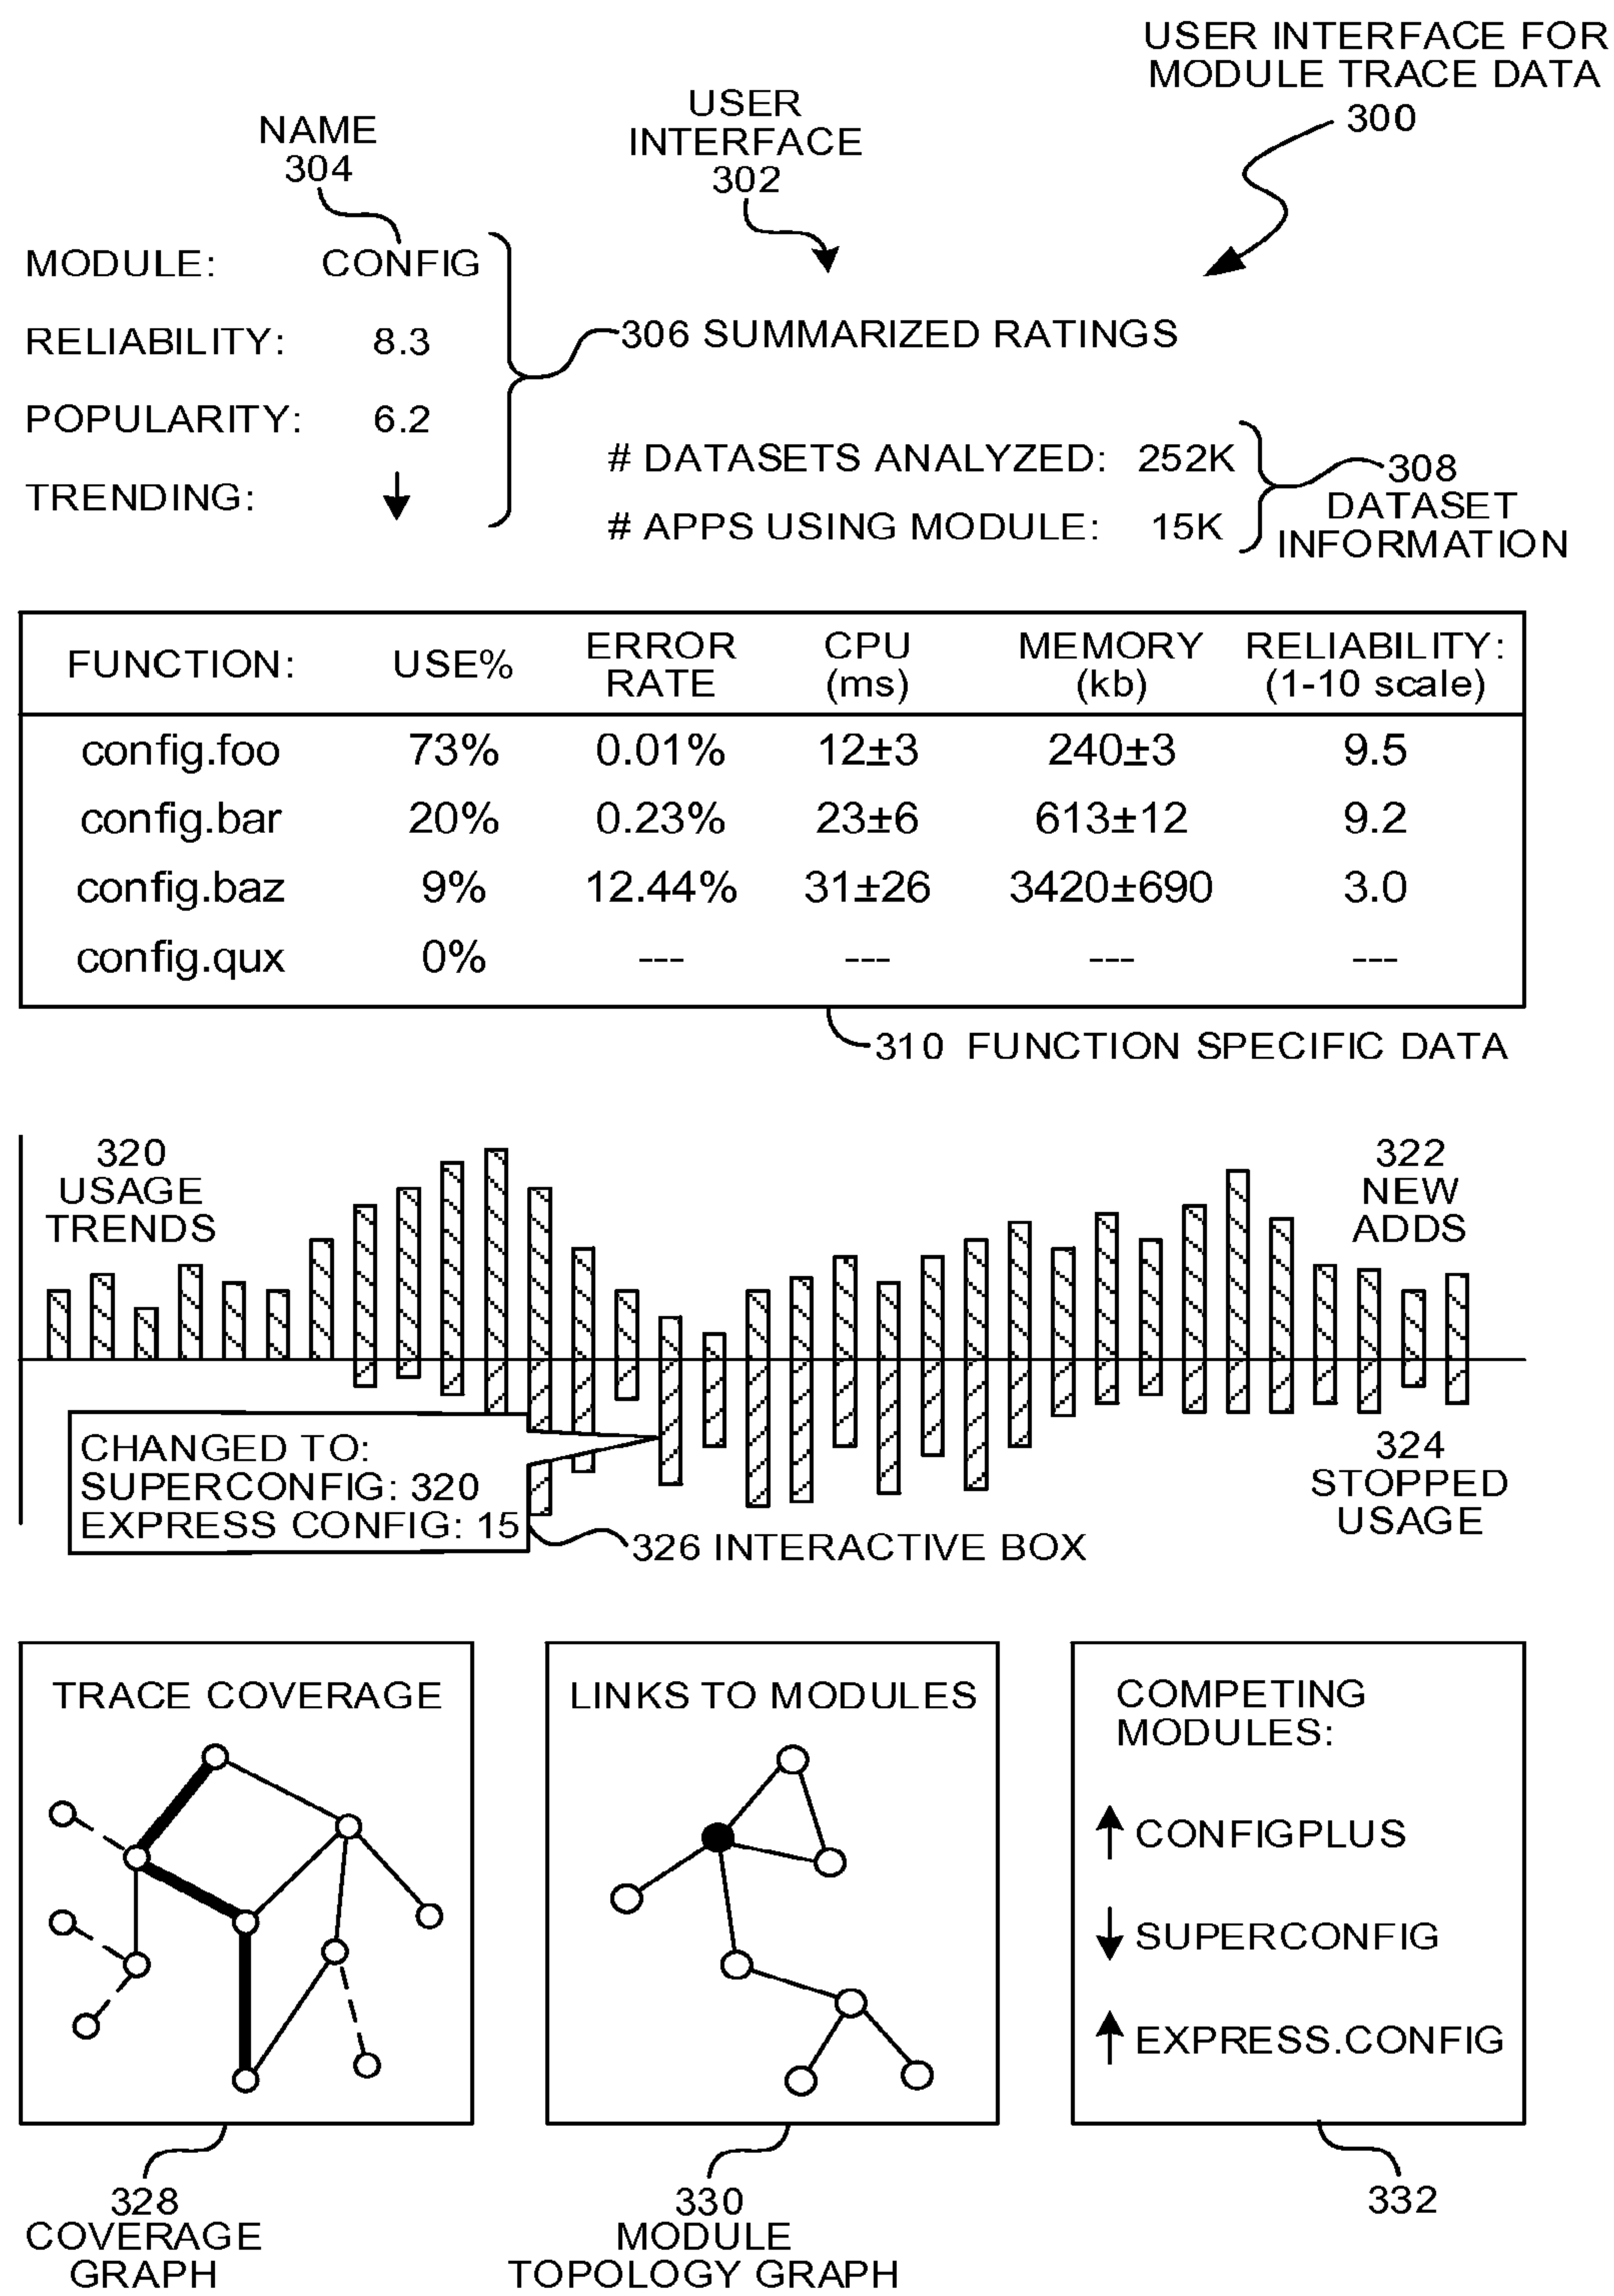 USER INTERFACE FOR
MODULE TRACE DATA
300
USER
INTERFACE
302
NAME
304
MODULE: CONFIG
RELIABILITY: 8.3
306 SUMMARIZED RATINGS
POPULARITY: 6.2
TRENDING:
# DATASETS ANALYZED: 252K
# APPS USING MODULE: 15K
308
DATASET
INFORMATION
FUNCTION: USE% ERROR RATE CPU (ms) MEMORY (kb) RELIABILITY: (1-10 scale)
config.foo 73% 0.01% 12±3 240±3 9.5
config.bar 20% 0.23% 23±6 613±12 9.2
config.baz 9% 12.44% 31±26 3420±690 3.0
config.qux 0% --- --- --- ---
310 FUNCTION SPECIFIC DATA
320
USAGE
TRENDS
322
NEW
ADDS
CHANGED TO:
SUPERCONFIG: 320
EXPRESS CONFIG: 15
324
STOPPED
USAGE
326 INTERACTIVE BOX
TRACE COVERAGE
328
COVERAGE
GRAPH
LINKS TO MODULES
330
MODULE
TOPOLOGY GRAPH
COMPETING
MODULES:
CONFIGPLUS
SUPERCONFIG
EXPRESS.CONFIG
332